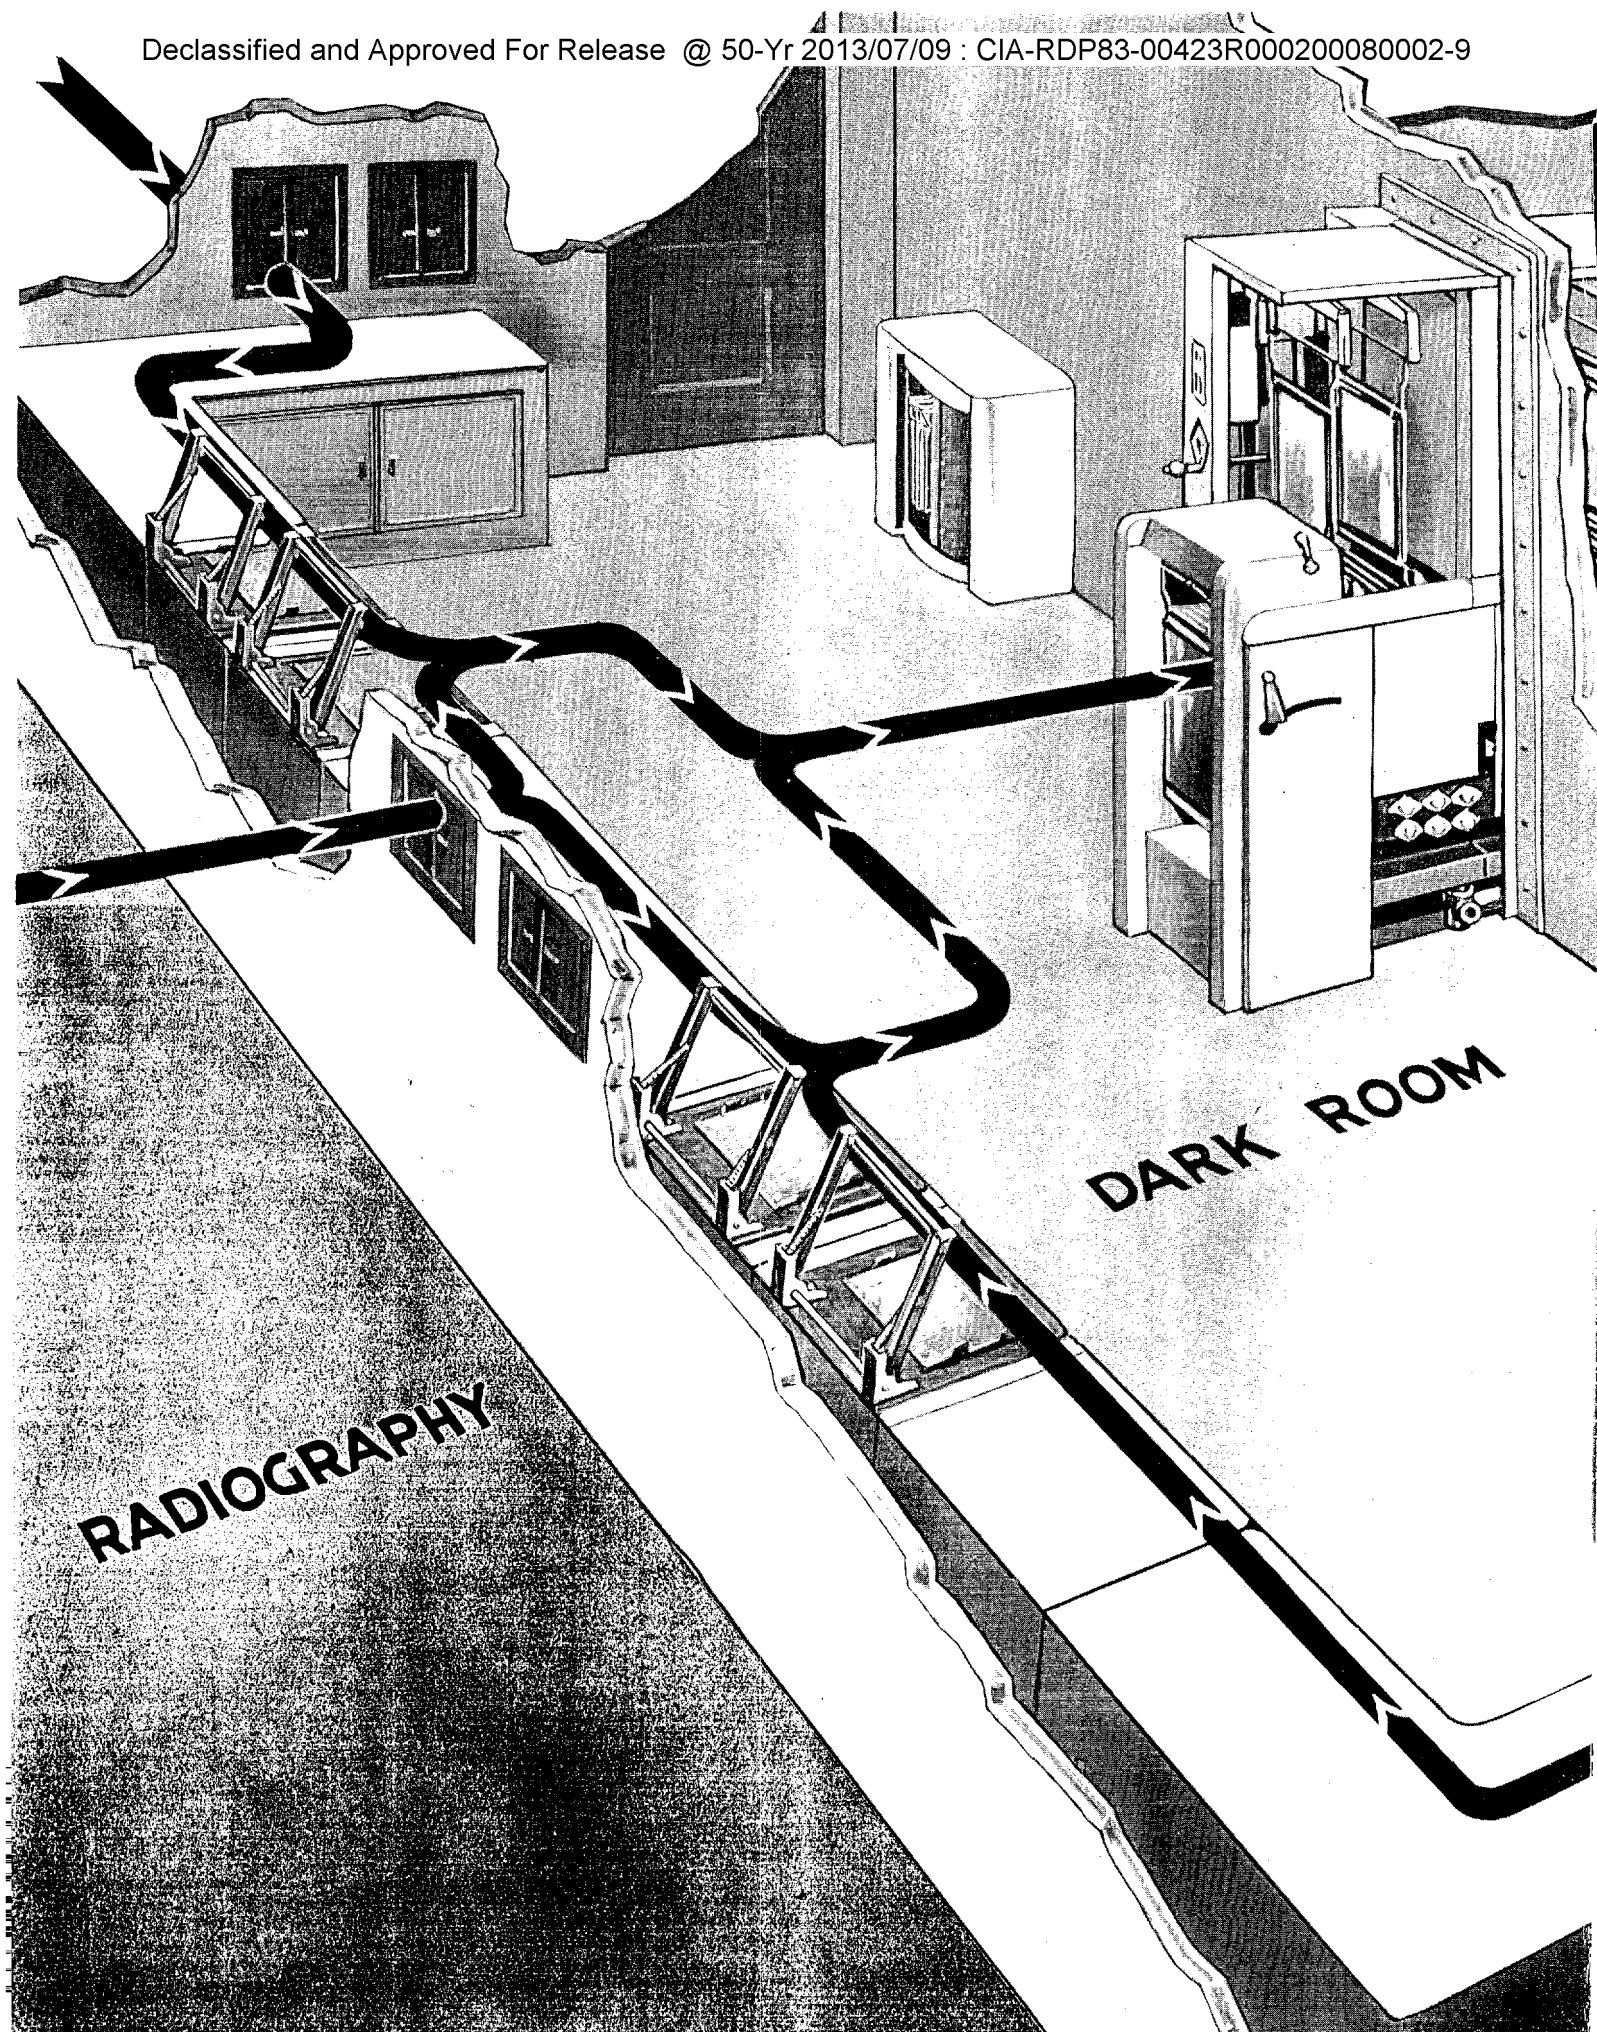 Declassified and Approved For Release @ 50-Yr 2013/07/09 : CIA-RDP83-00423R000200080002-9
DARK ROOM
RADIOGRAPHY